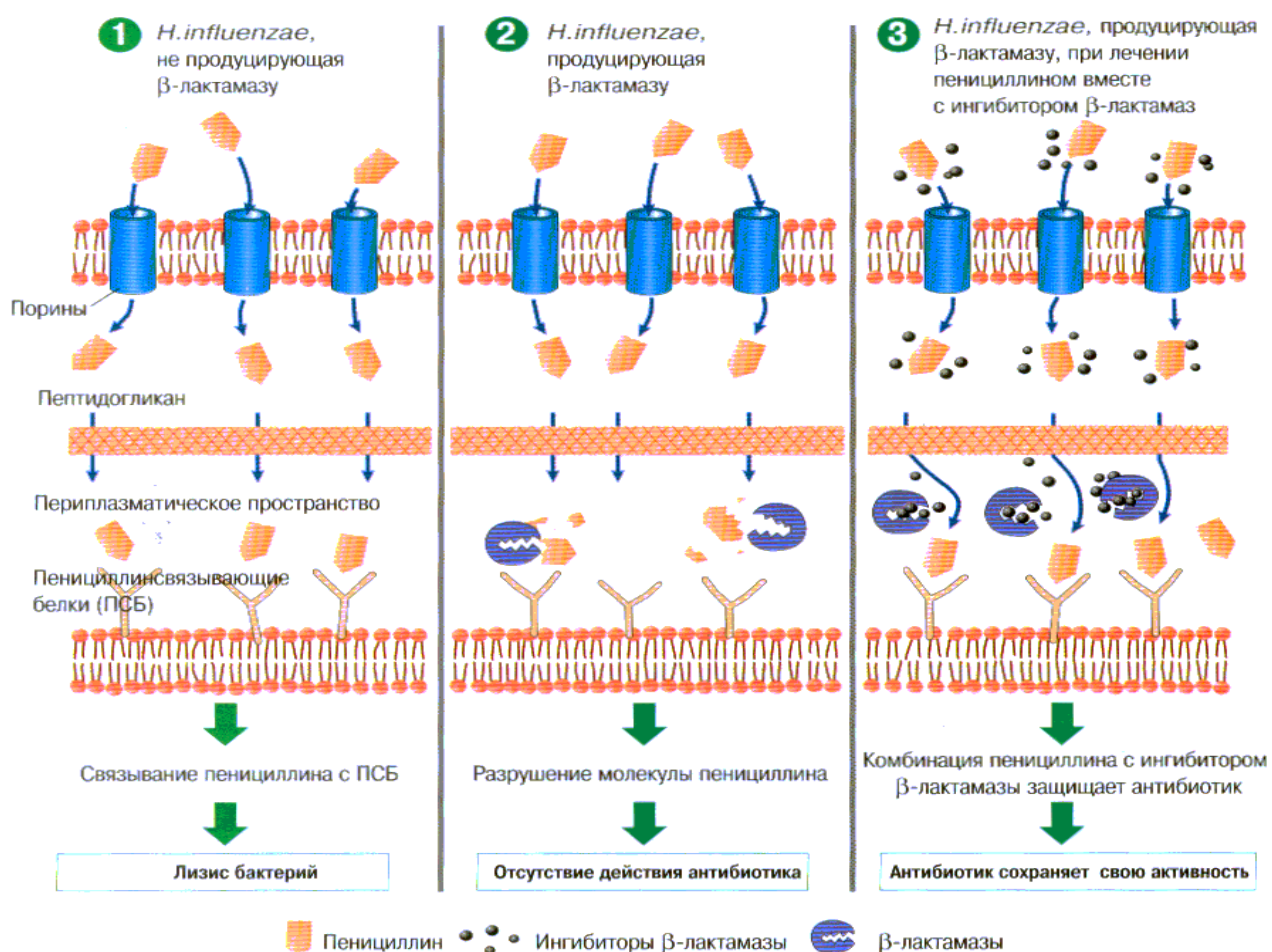 1 H.influenzae,
не продуцирующая
β-лактамазу
2 H.influenzae,
продуцирующая
β-лактамазу
3 H.influenzae, продуцирующая
β-лактамазу, при лечении
пенициллином вместе
с ингибитором β-лактамаз
Порины
Пептидогликан
Периплазматическое пространство
Пенициллинсвязывающие
белки (ПСБ)
Связывание пенициллина с ПСБ
Разрушение молекулы пенициллина
Комбинация пенициллина с ингибитором
β-лактамазы защищает антибиотик
Лизис бактерий
Отсутствие действия антибиотика
Антибиотик сохраняет свою активность
Пенициллин
Ингибиторы β-лактамазы
β-лактамазы